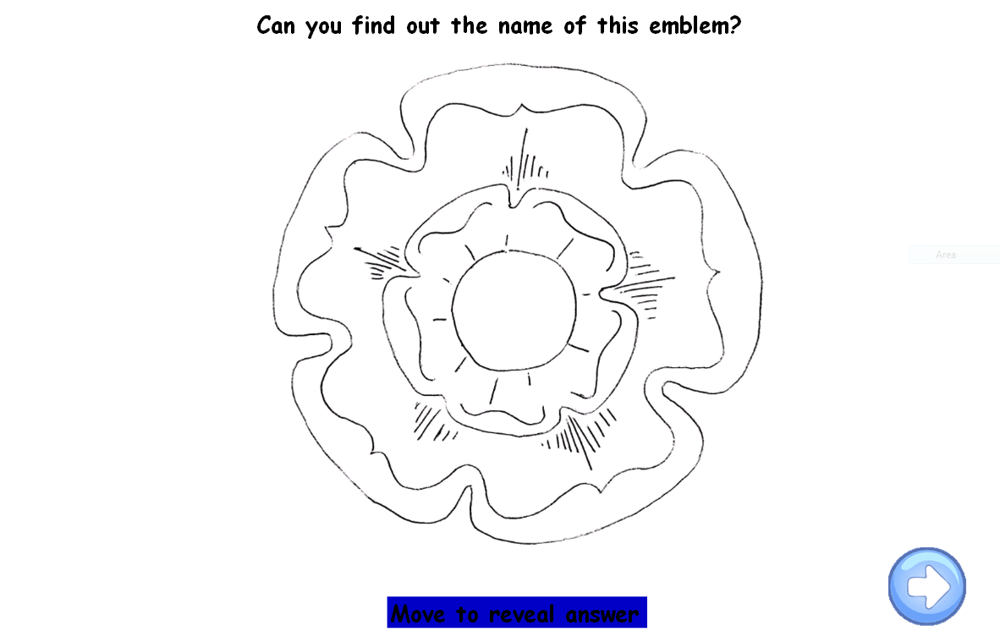 Can you find out the name of this emblem?
Area
Move to reveal answer